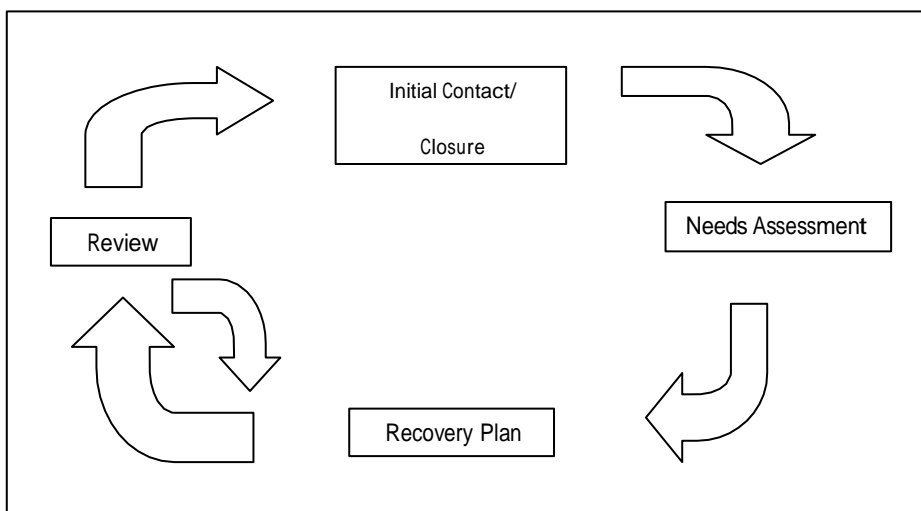 Initial Contact/
Closure
Needs Assessment
Review
Recovery Plan